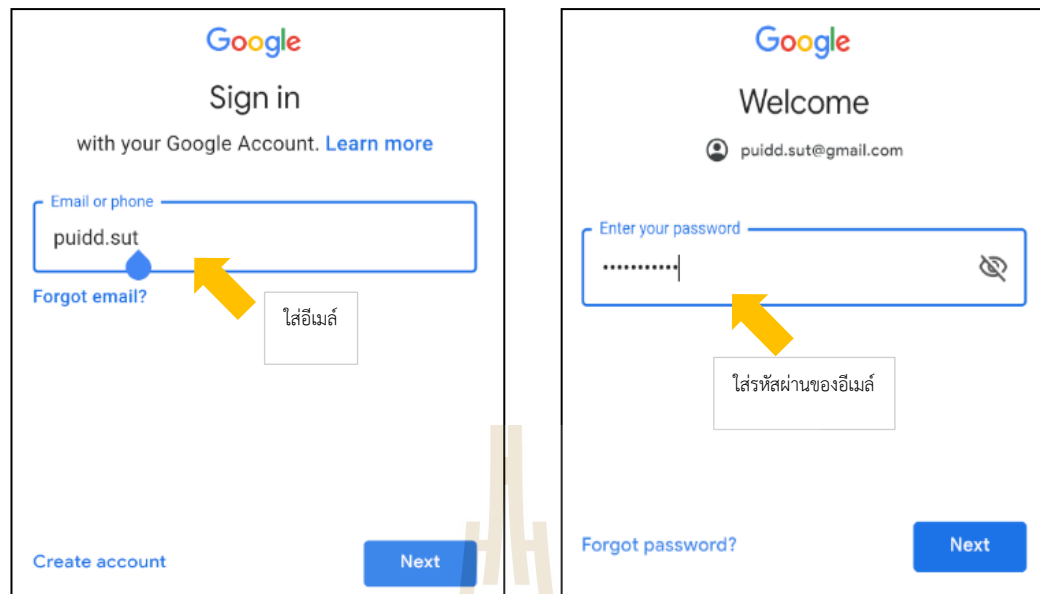 Google
Sign in
with your Google Account. Learn more
Email or phone
puidd.sut
Forgot email?
ใส่อีเมล์
Create account
Next
Google
Welcome
puidd.sut@gmail.com
Enter your password
•••••••••••
ใส่รหัสผ่านของอีเมล์
Forgot password?
Next